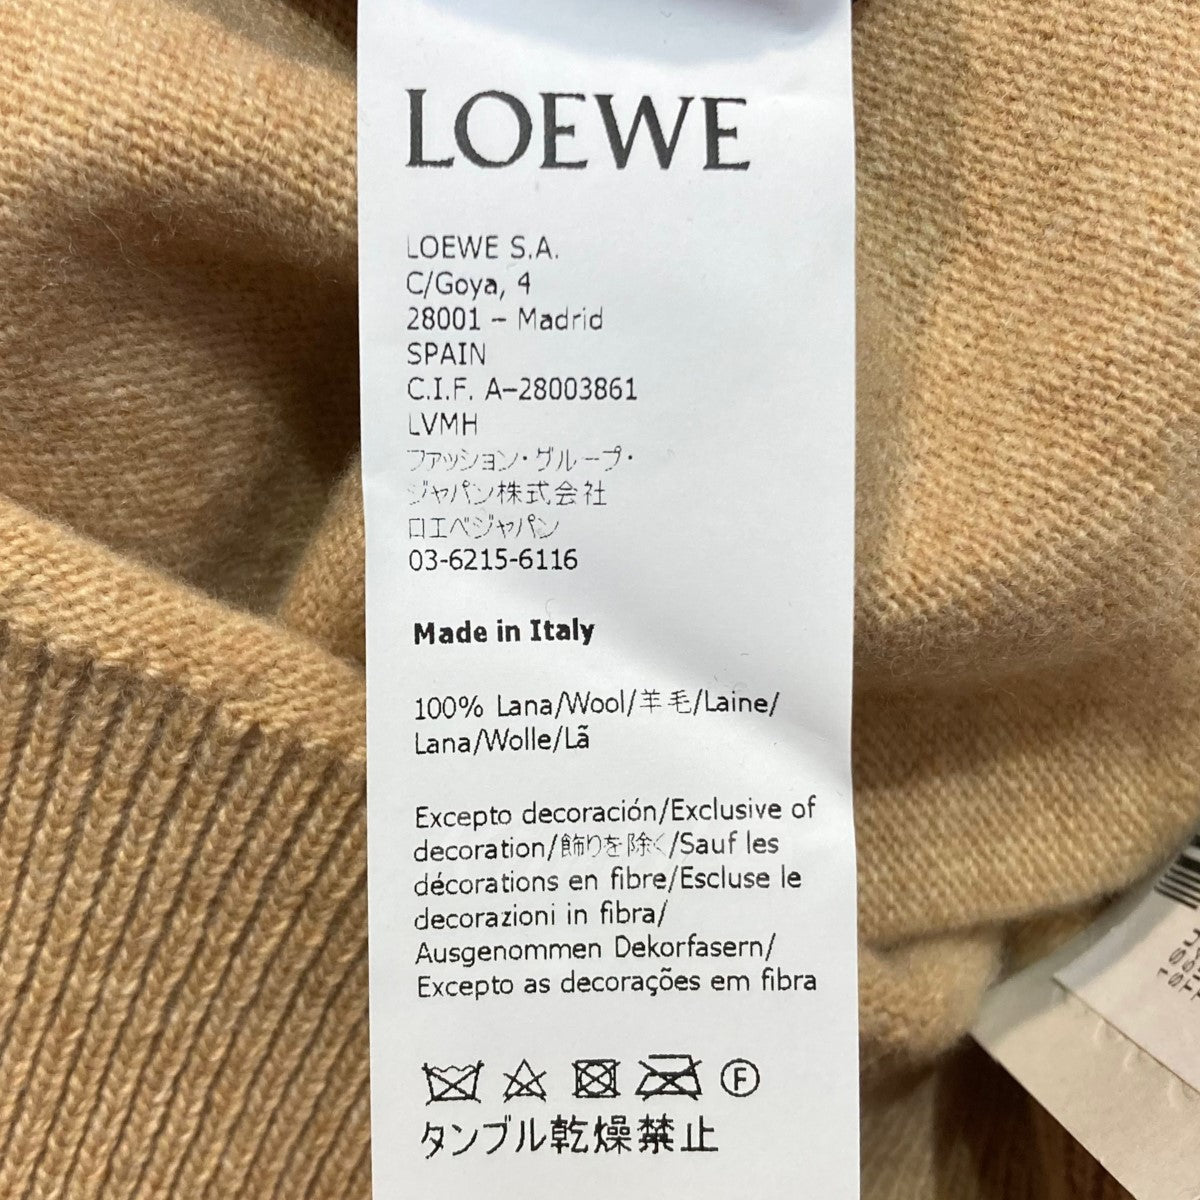 LOEWE
LOEWE S.A.
C/Goya, 4
28001 – Madrid
SPAIN
C.I.F. A–28003861
LVMH
ファッション・グループ・
ジャパン株式会社
ロエベジャパン
03-6215-6116
Made in Italy
100% Lana/Wool/羊毛/Laine/
Lana/Wolle/Lã
Excepto decoración/Exclusive of
decoration/飾りを除く/Sauf les
décorations en fibre/Escluse le
decorazioni in fibra/
Ausgenommen Dekorfasern/
Excepto as decorações em fibra
F
タンブル乾燥禁止